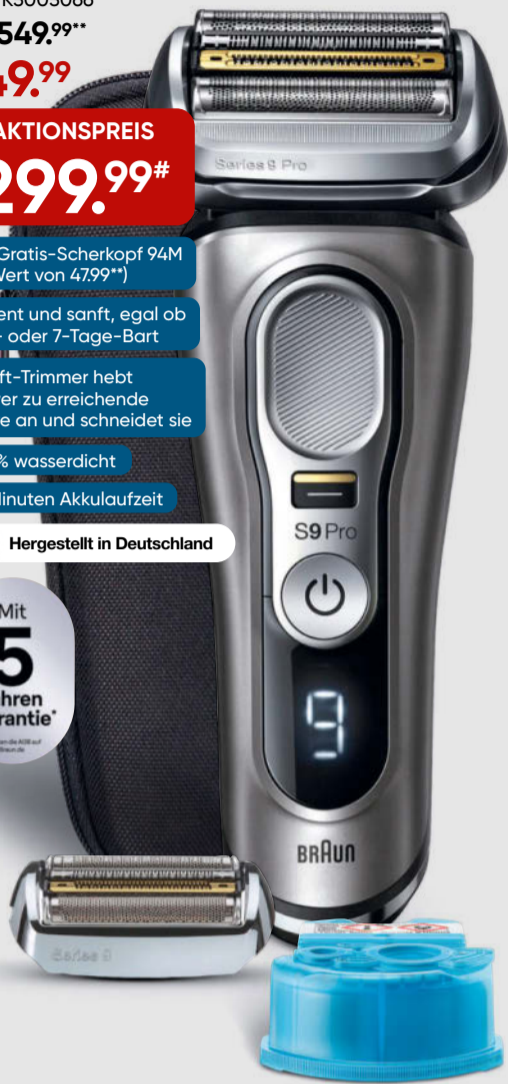 549.99**
49.99
AKTIONSPREIS
299.99#
Gratis-Scherkopf 94M
Wert von 47.99**)
ent und sanft, egal ob
- oder 7-Tage-Bart
ft-Trimmer hebt
er zu erreichende
e an und schneidet sie
% wasserdicht
Minuten Akkulaufzeit
Hergestellt in Deutschland
Mit
5
hren
rantie*
Series 9 Pro
S9 Pro
9
BRAUN
Series 9